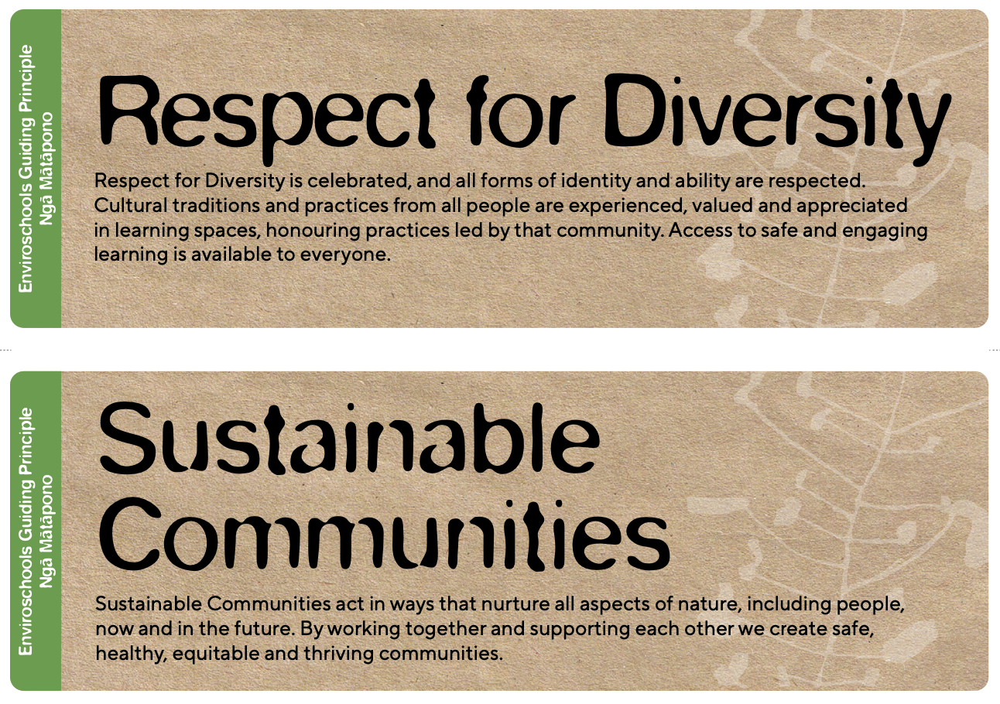 Enviroschools Guiding Principle
Ngā Mātāpono
Respect for Diversity
Respect for Diversity is celebrated, and all forms of identity and ability are respected.
Cultural traditions and practices from all people are experienced, valued and appreciated
in learning spaces, honouring practices led by that community. Access to safe and engaging
learning is available to everyone.
Enviroschools Guiding Principle
Ngā Mātāpono
Sustainable
Communities
Sustainable Communities act in ways that nurture all aspects of nature, including people,
now and in the future. By working together and supporting each other we create safe,
healthy, equitable and thriving communities.